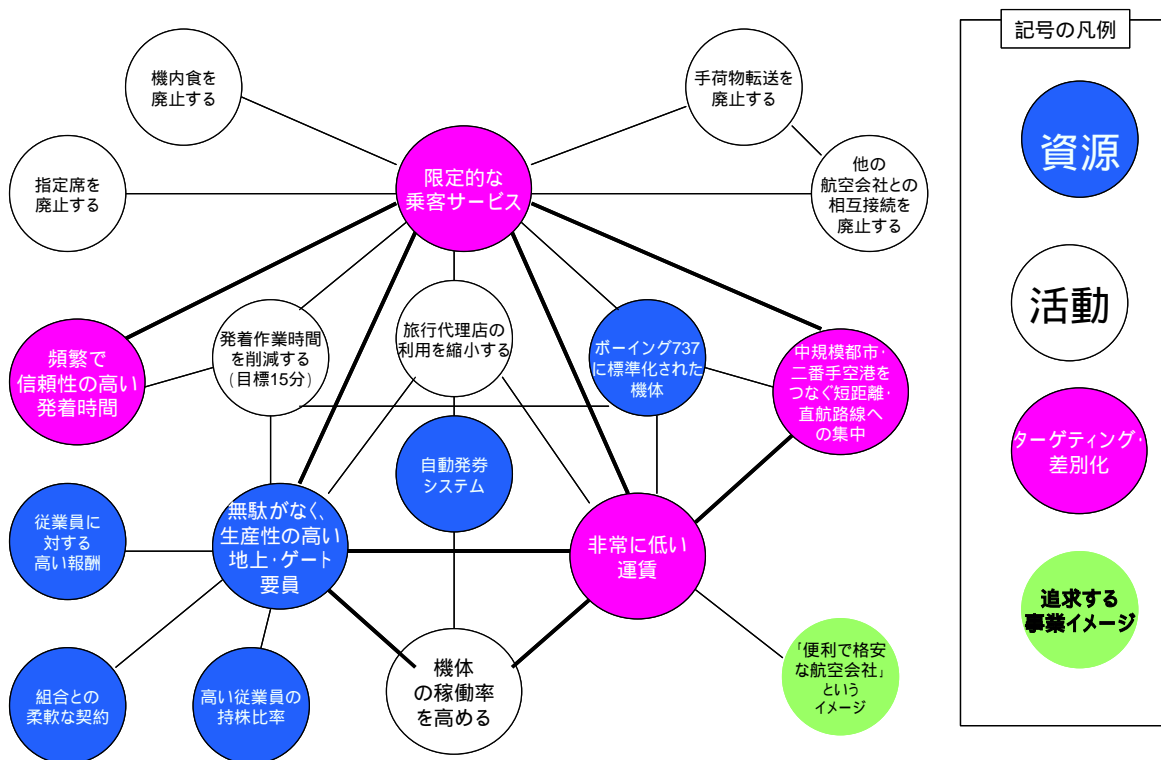 機内食を
廃止する
手荷物転送を
廃止する
指定席を
廃止する
限定的な
乗客サービス
他の
航空会社との
相互接続を
廃止する
頻繁で
信頼性の高い
発着時間
発着作業時間
を削減する
(目標15分)
旅行代理店の
利用を縮小する
ボーイング737
に標準化された
機体
中規模都市・
二番手空港を
つなぐ短距離・
直航路線へ
の集中
自動発券
システム
従業員に
対する
高い報酬
無駄がなく、
生産性の高い
地上・ゲート
要員
非常に低い
運賃
組合との
柔軟な契約
高い従業員の
持株比率
機体
の稼働率
を高める
「便利で格安
な航空会社」
という
イメージ
記号の凡例
資源
活動
ターゲティング・
差別化
追求する
事業イメージ